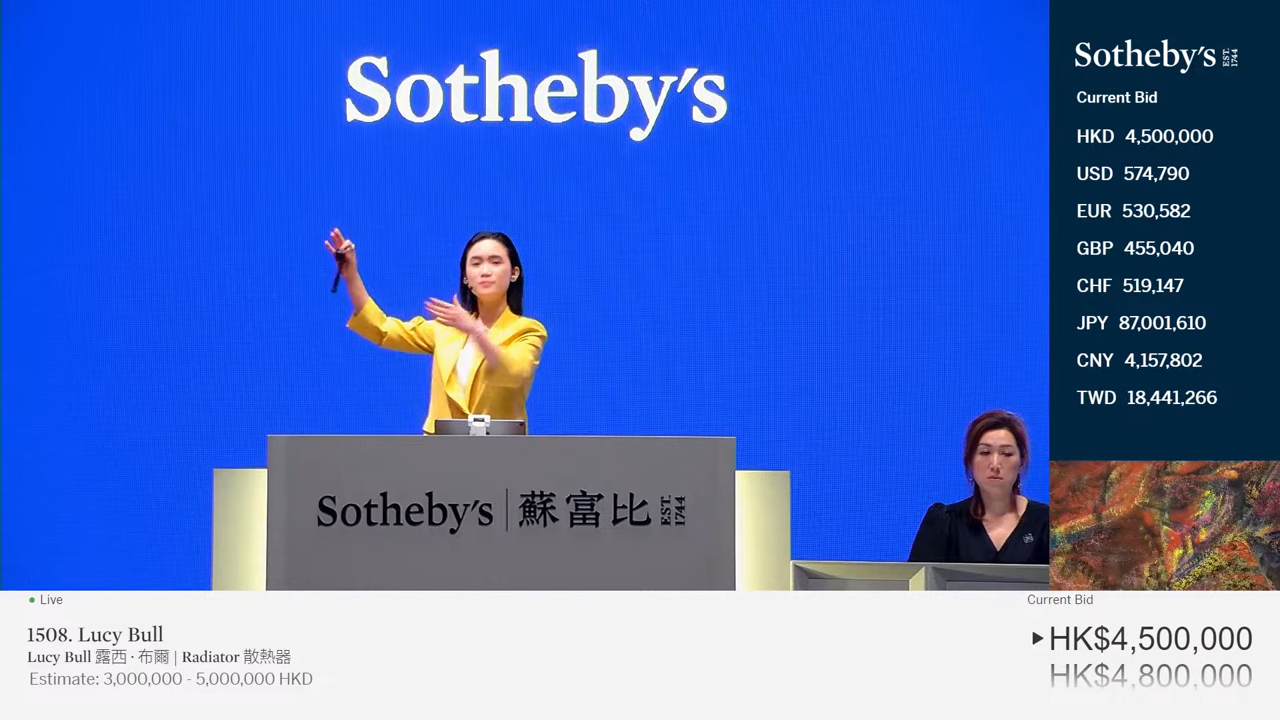 Sotheby's
Sotheby's EST. 1744
Current Bid
HKD 4,500,000
USD 574,790
EUR 530,582
GBP 455,040
CHF 519,147
JPY 87,001,610
CNY 4,157,802
TWD 18,441,266
Sotheby's | 蘇富比 EST. 1744
Live
1508. Lucy Bull
Lucy Bull 露西 · 布爾 | Radiator 散熱器
Estimate: 3,000,000 - 5,000,000 HKD
Current Bid
HK$4,500,000
HK$4,800,000